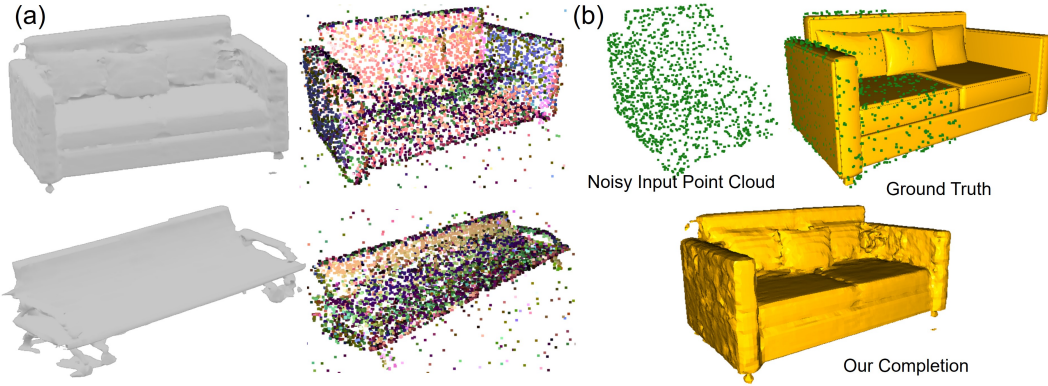 (a)
(b)
Noisy Input Point Cloud
Ground Truth
Our Completion